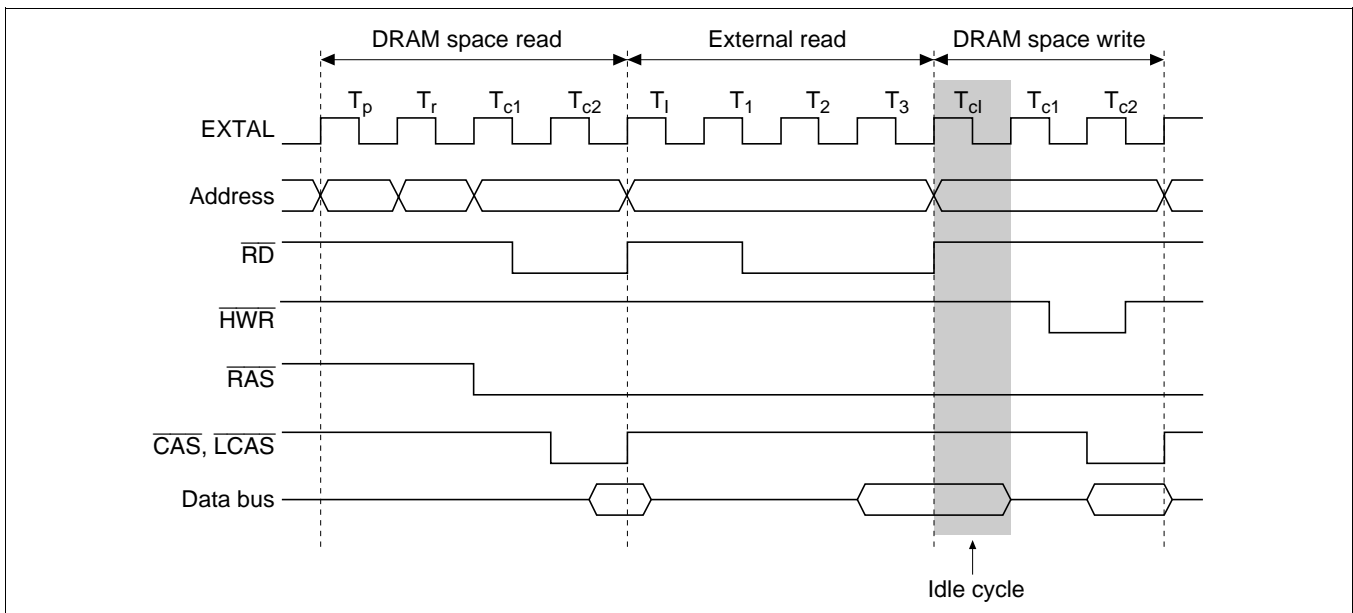 DRAM space read External read DRAM space write
Tp Tr Tc1 Tc2 TI T1 T2 T3 TcI Tc1 Tc2
EXTAL
Address
RD
HWR
RAS
CAS, LCAS
Data bus
Idle cycle